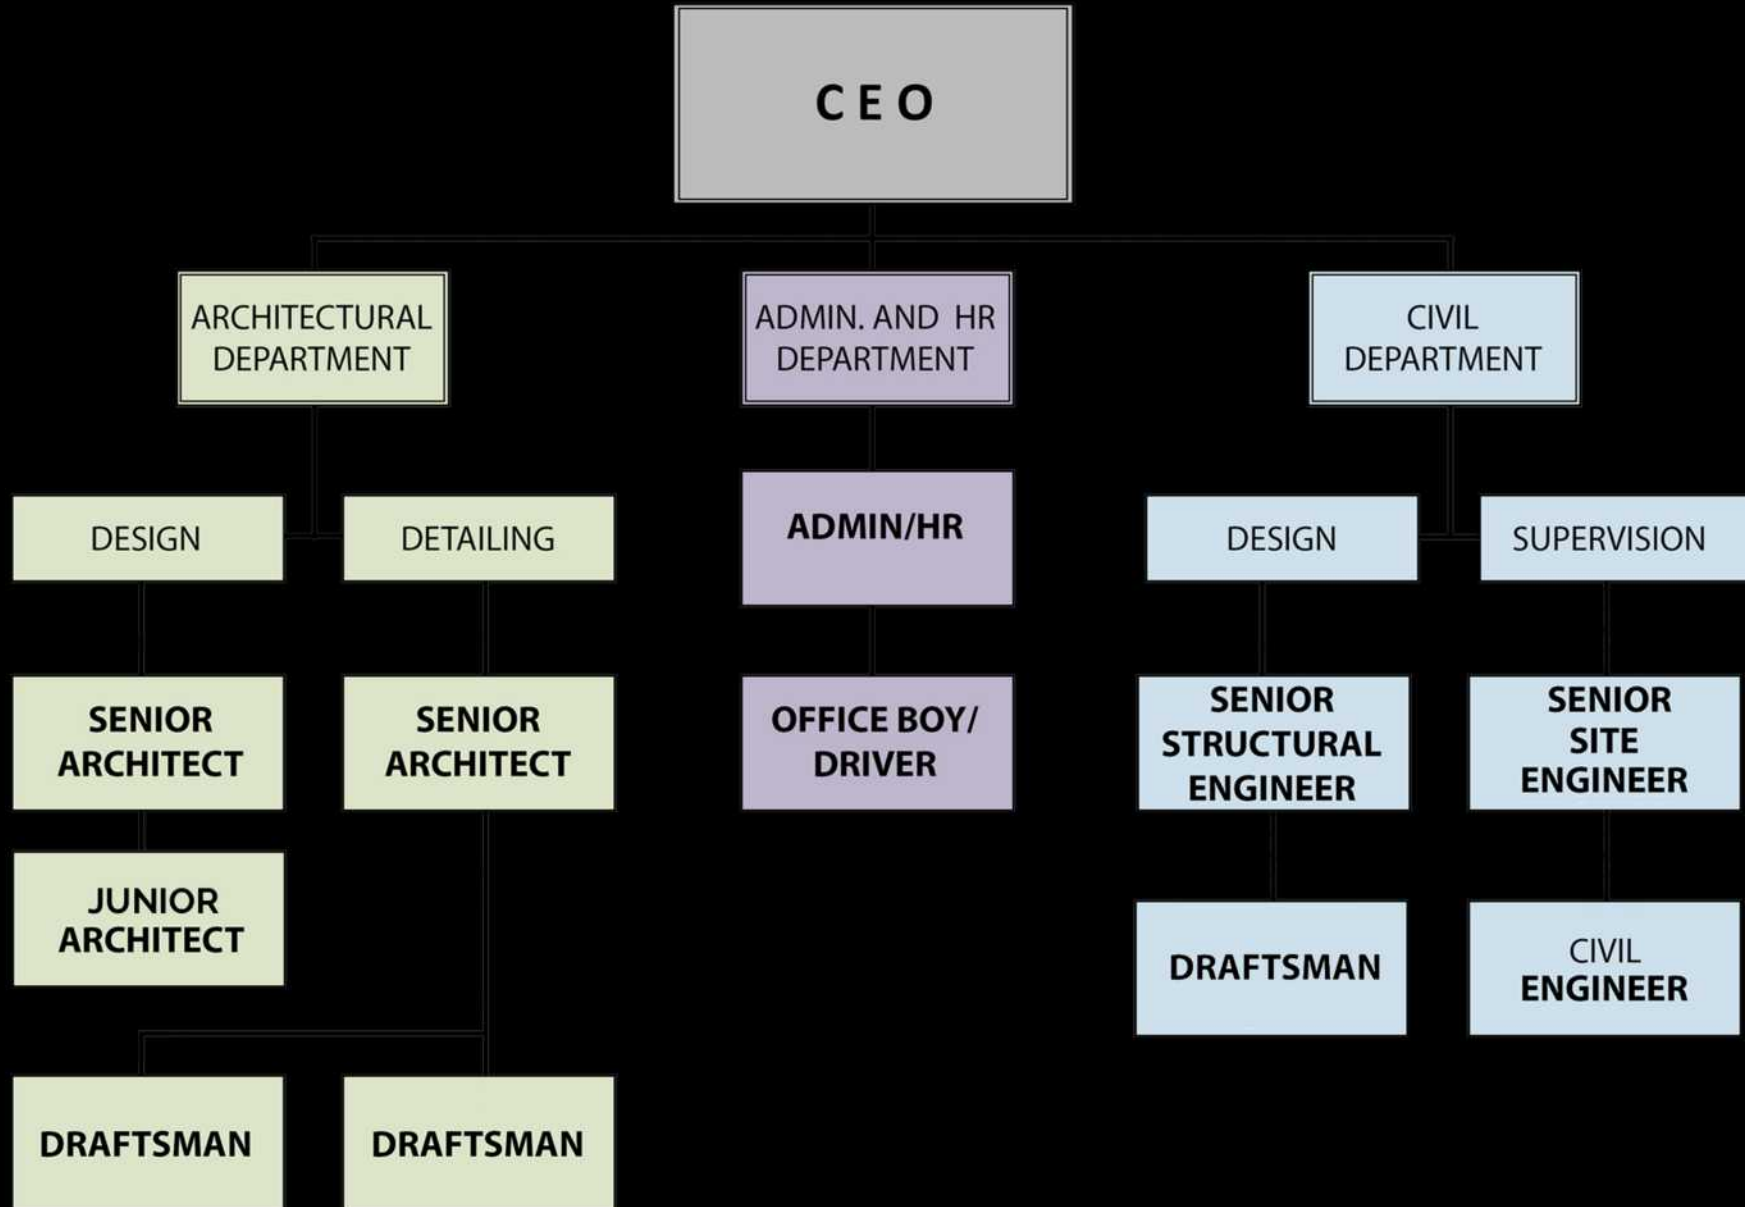 C E O
ARCHITECTURAL
DEPARTMENT
ADMIN. AND HR
DEPARTMENT
CIVIL
DEPARTMENT
DESIGN
DETAILING
ADMIN/HR
DESIGN
SUPERVISION
SENIOR
ARCHITECT
SENIOR
ARCHITECT
OFFICE BOY/
DRIVER
SENIOR
STRUCTURAL
ENGINEER
SENIOR
SITE
ENGINEER
JUNIOR
ARCHITECT
DRAFTSMAN
CIVIL
ENGINEER
DRAFTSMAN
DRAFTSMAN